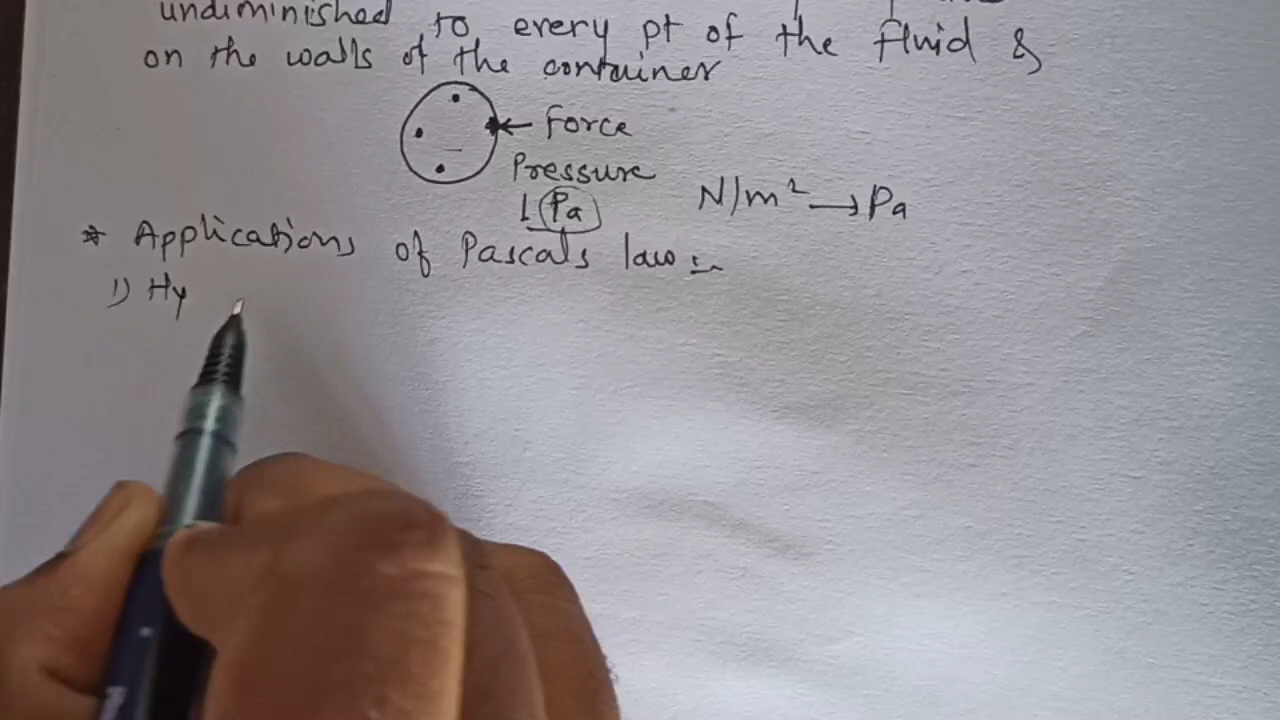 undiminished to every pt of the fluid &
on the walls of the container
← Force
Pressure
1 Pa N/m² → Pa
* Applications of Pascals law :-
1) Hy